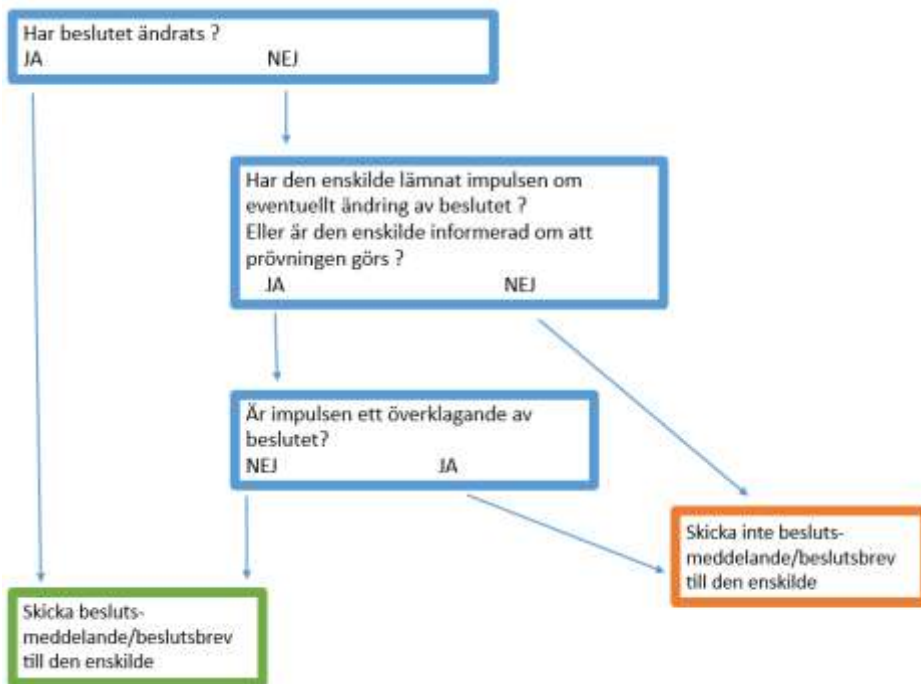 Har beslutet ändrats ?
JA NEJ
Har den enskilde lämnat impulsen om
eventuellt ändring av beslutet ?
Eller är den enskilde informerad om att
prövningen görs ?
JA NEJ
Är impulsen ett överklagande av
beslutet?
NEJ JA
Skicka inte besluts-
meddelande/beslutsbrev
till den enskilde
Skicka besluts-
meddelande/beslutsbrev
till den enskilde